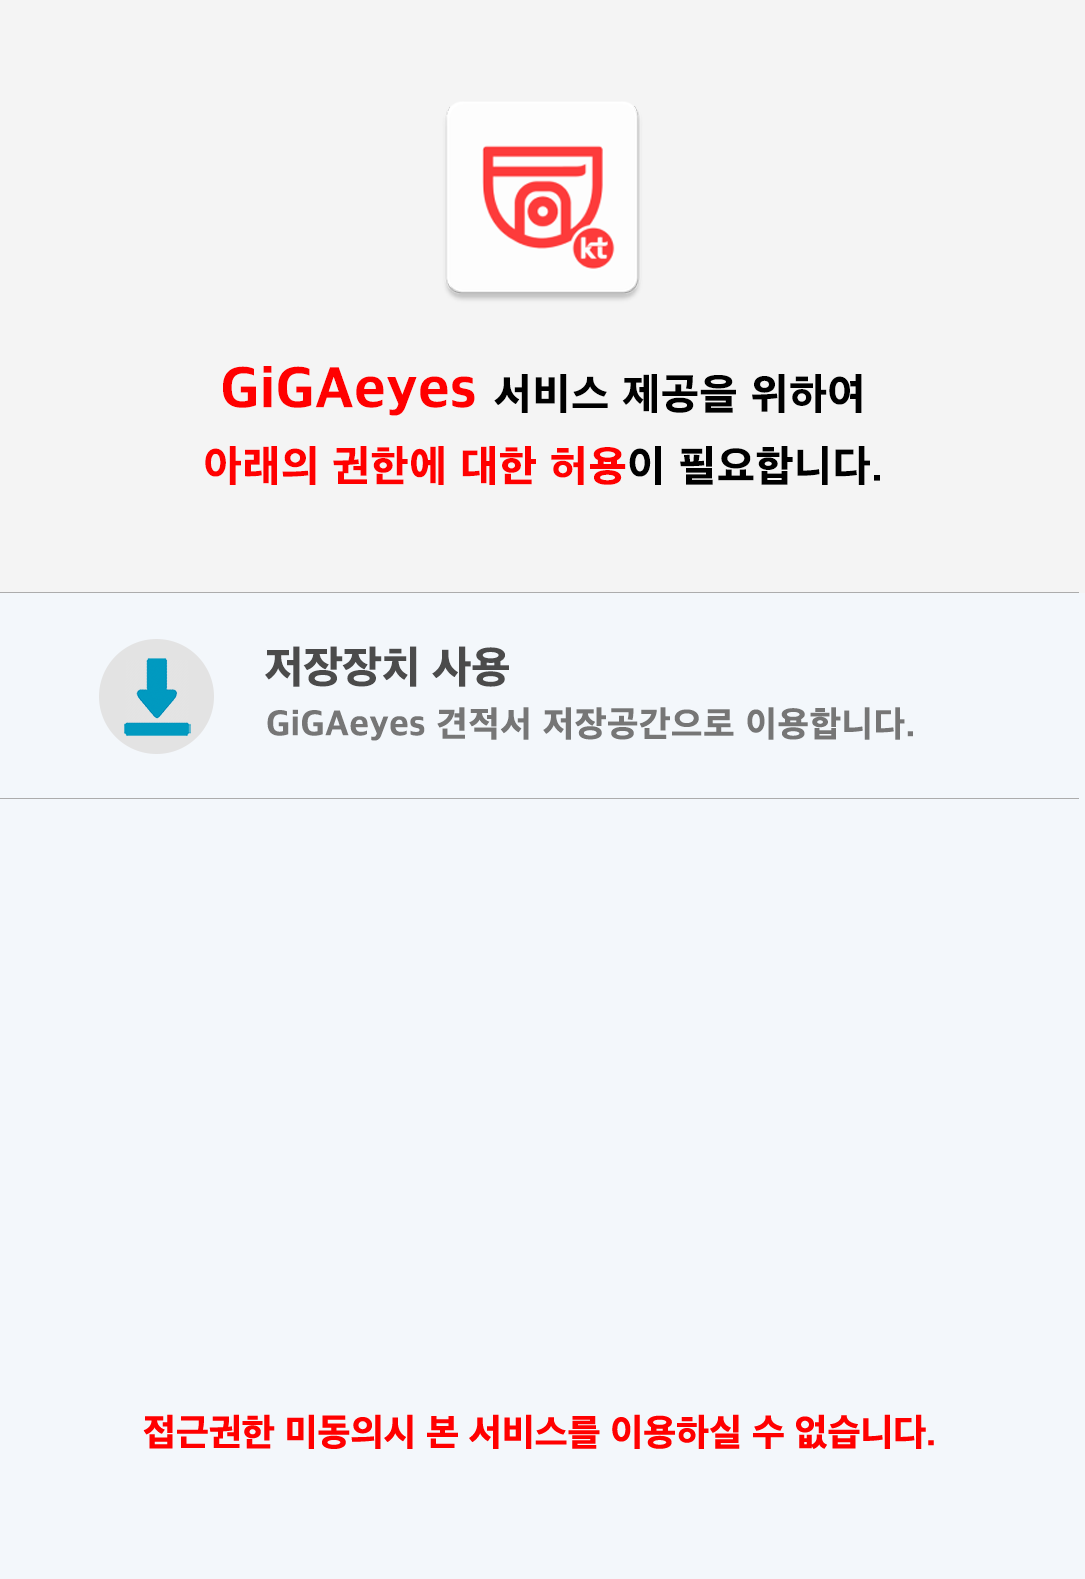 kt
GiGAeyes 서비스 제공을 위하여
아래의 권한에 대한 허용이 필요합니다.
저장장치 사용
GiGAeyes 견적서 저장공간으로 이용합니다.
접근권한 미동의시 본 서비스를 이용하실 수 없습니다.